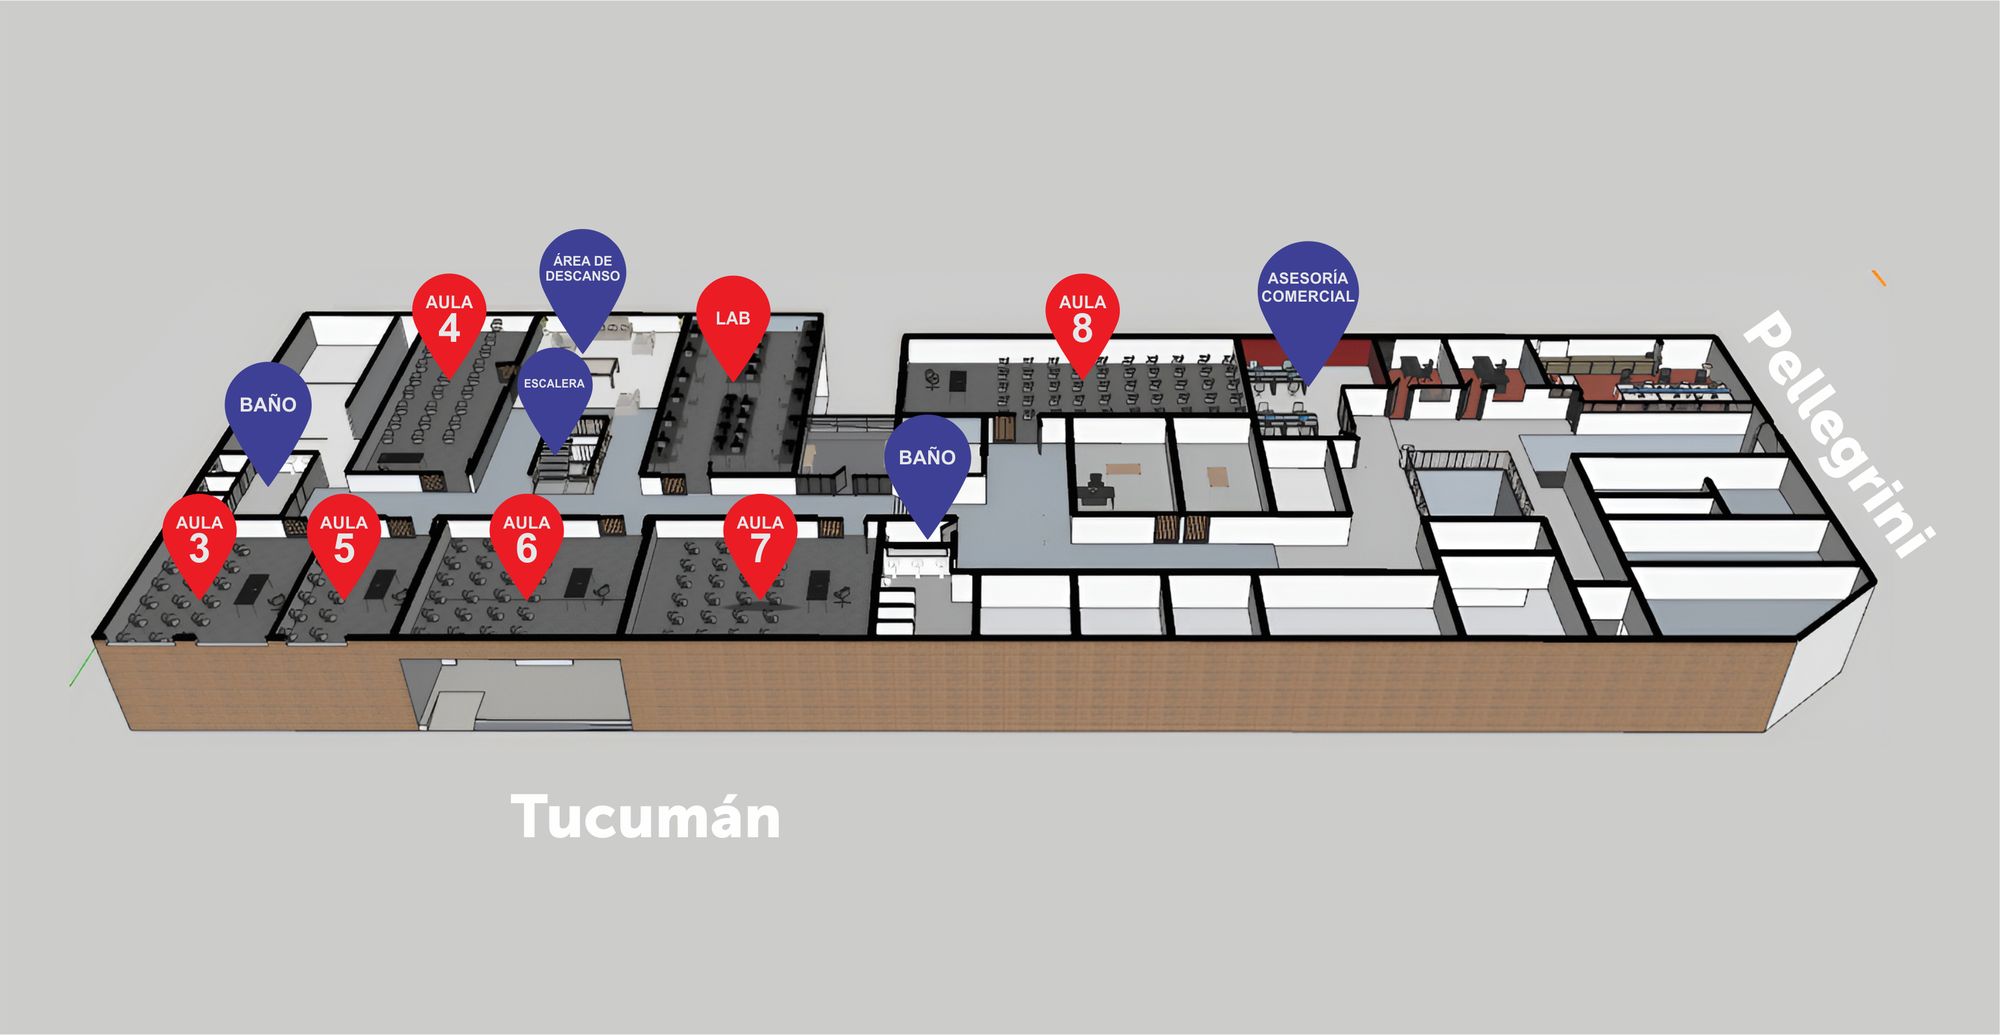 ÁREA DE
DESCANSO
AULA
4
LAB
AULA
8
ASESORÍA
COMERCIAL
ESCALERA
BAÑO
BAÑO
AULA
3
AULA
5
AULA
6
AULA
7
Pellegrini
Tucumán